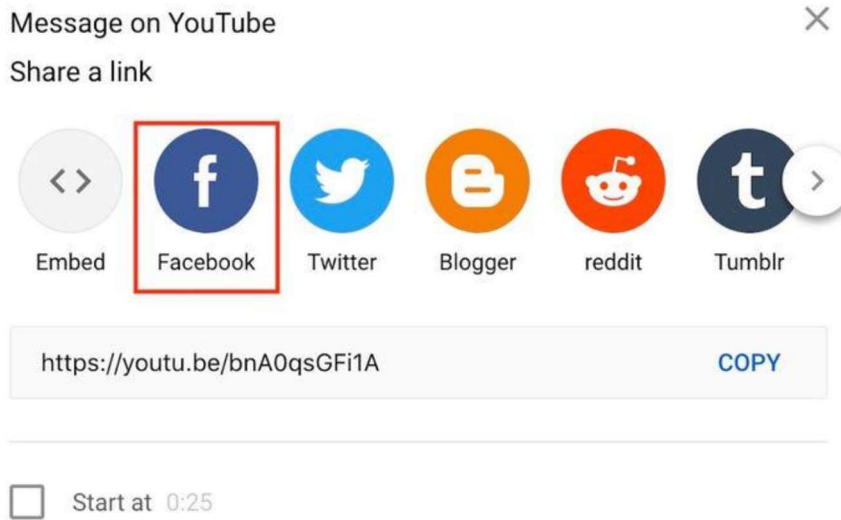 Message on YouTube
Share a link
Embed Facebook Twitter Blogger reddit Tumblr
https://youtu.be/bnA0qsGFi1A COPY
Start at 0:25